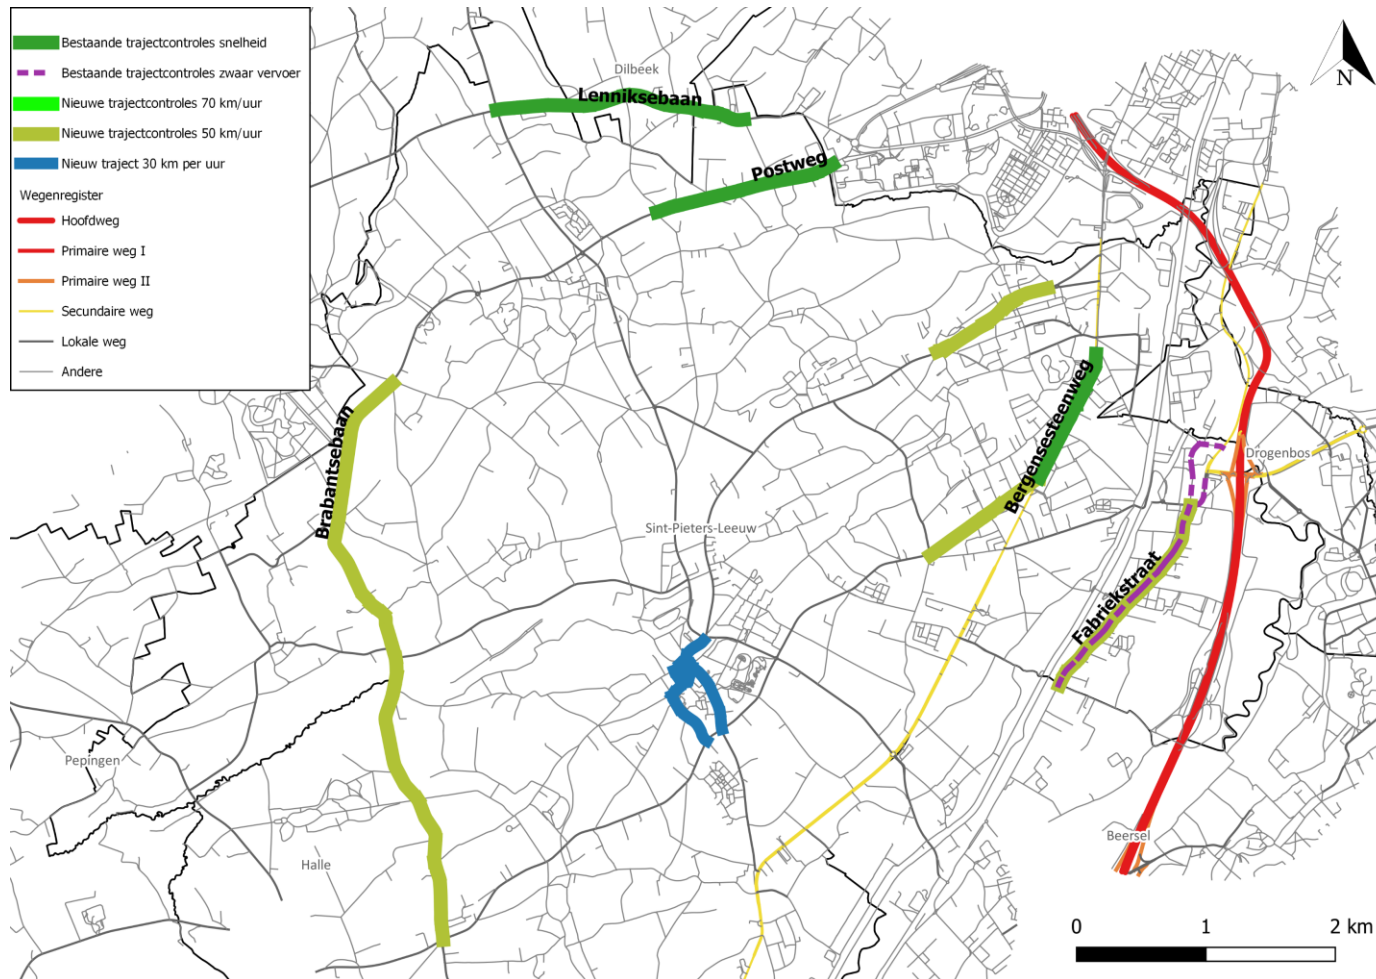 Bestaande trajectcontroles snelheid
Bestaande trajectcontroles zwaar vervoer
Nieuwe trajectcontroles 70 km/uur
Nieuwe trajectcontroles 50 km/uur
Nieuw traject 30 km per uur
Wegenregister
Hoofdweg
Primaire weg I
Primaire weg II
Secundaire weg
Lokale weg
Andere
Dilbeek
Lenniksebaan
Postweg
N
Brabantsebaan
Bergensesteenweg
Drogenbos
Sint-Pieters-Leeuw
Fabriekstraat
Pepingen
Beersel
Halle
0 1 2 km